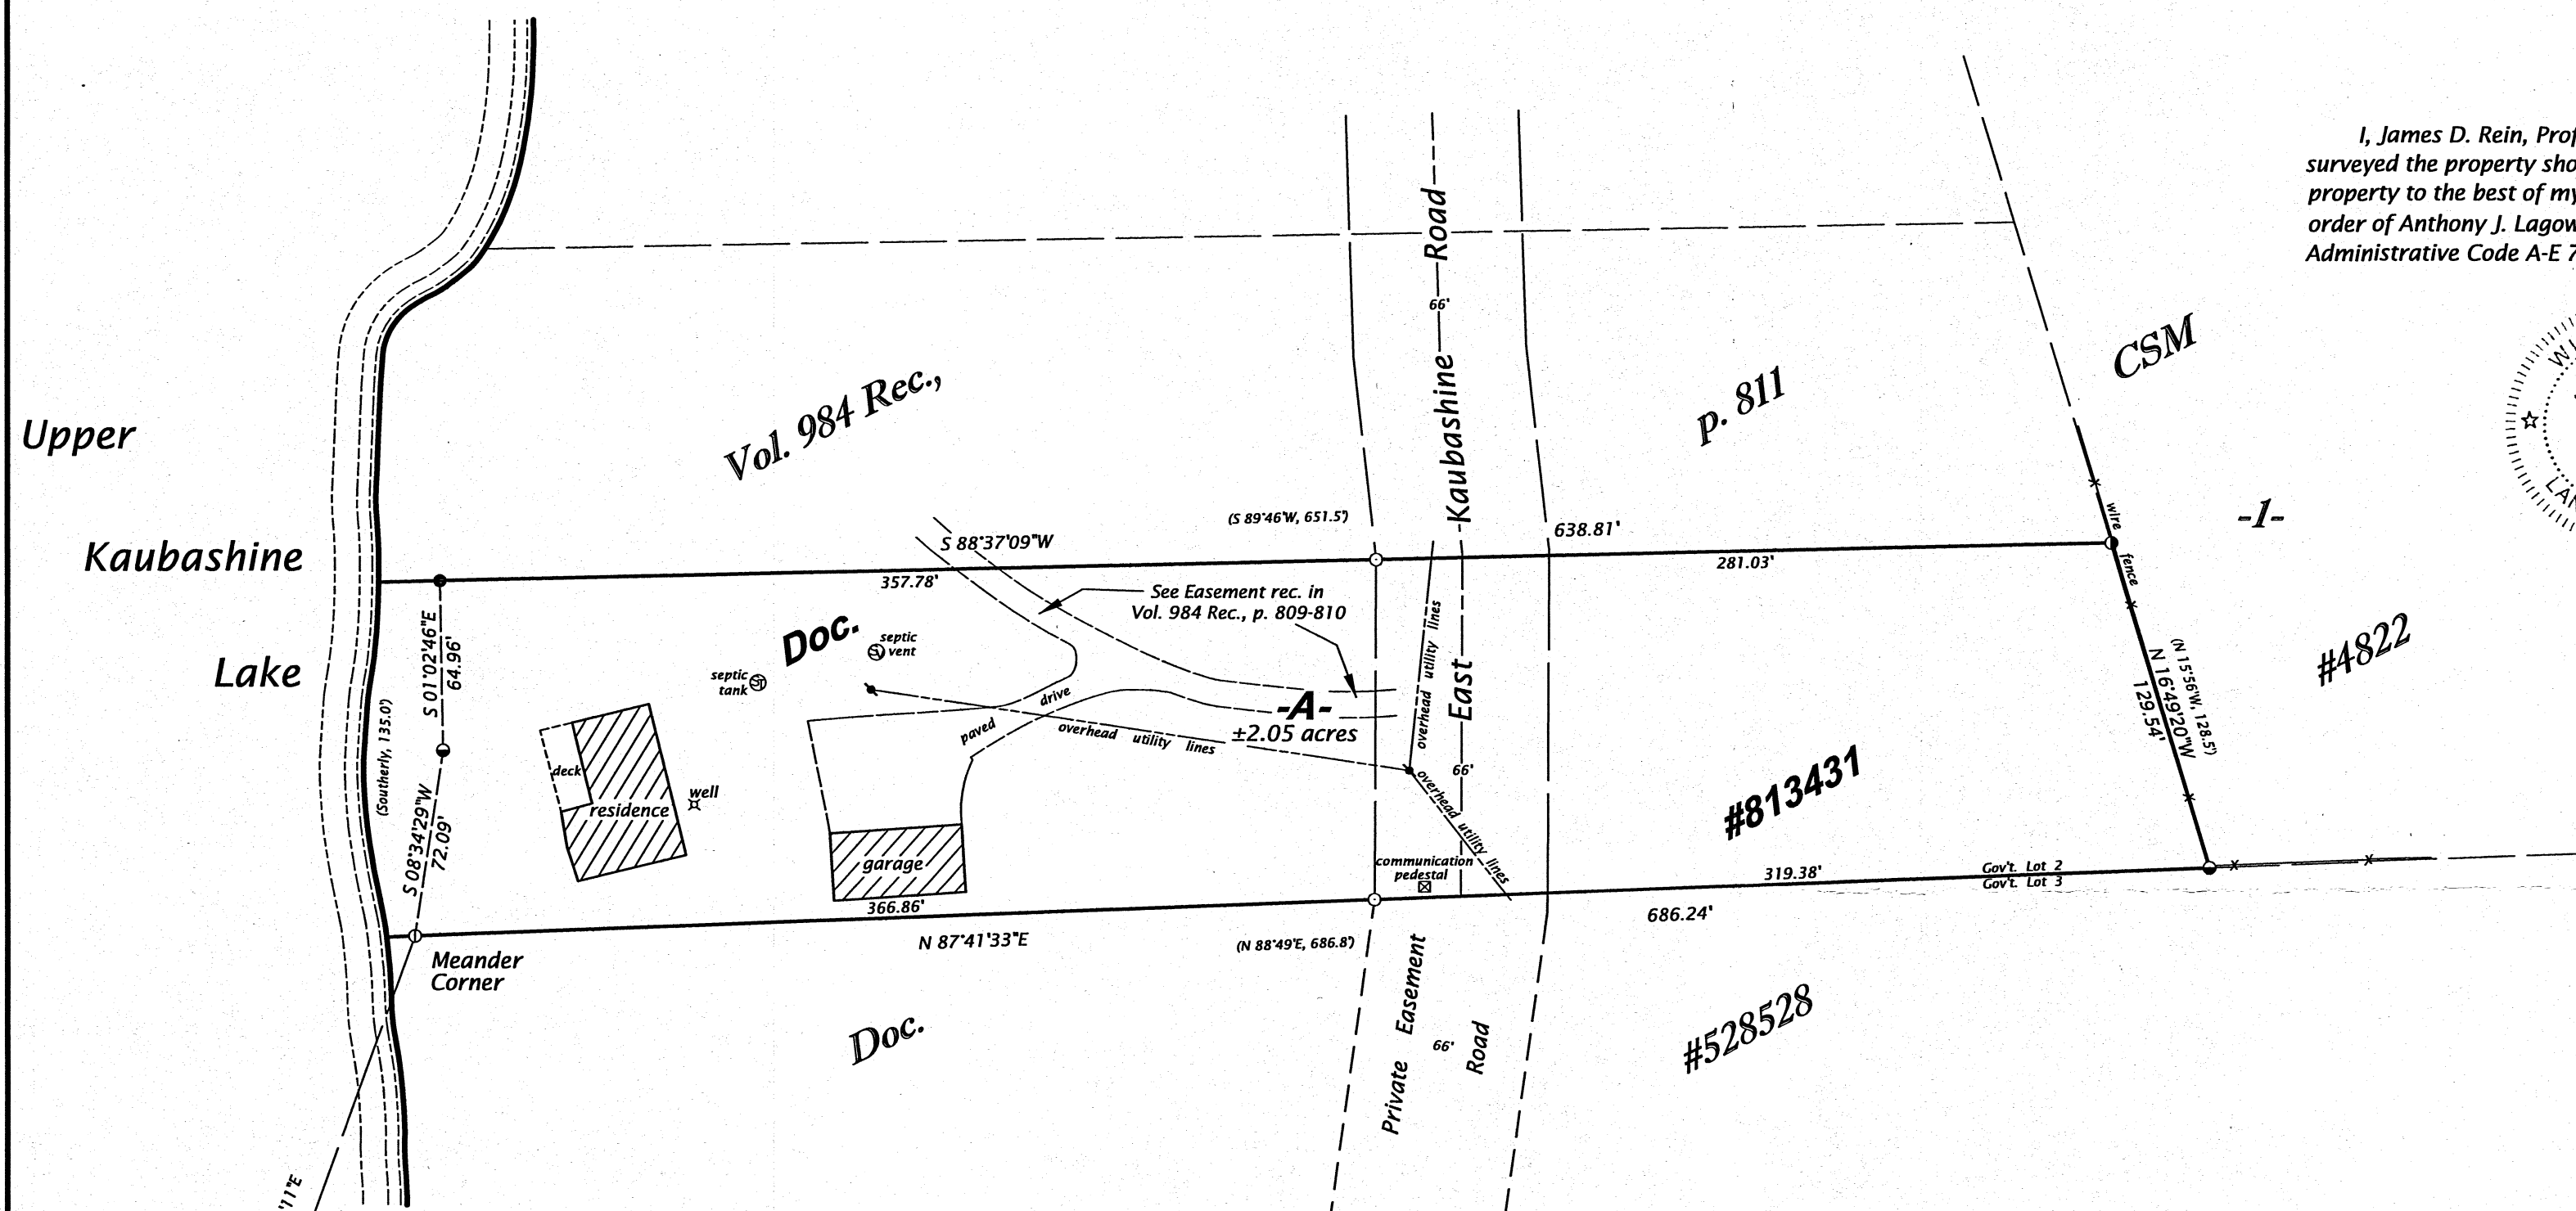 I, James D. Rein, Prof
surveyed the property sho
property to the best of my
order of Anthony J. Lagow
Administrative Code A-E 7
Road
66'
Kaubashine
East
CSM
-1-
#4822
Vol. 984 Rec.,
p. 811
Upper
Kaubashine
Lake
(S 89°46'W, 651.5')
638.81'
S 88°37'09"W
357.78'
281.03'
wire
fence
See Easement rec. in
Vol. 984 Rec., p. 809-810
Doc.
septic
vent
septic
tank
S 01°02'46"E
64.96'
(Southerly, 135.0')
S 08°34'29"W
72.09'
deck
residence
well
paved
drive
overhead utility lines
overhead utility lines
overhead utility lines
-A-
±2.05 acres
66'
#813431
(N 15°56'W, 128.5')
N 16°49'20"W
129.54'
garage
communication
pedestal
319.38'
Gov't. Lot 2
Gov't. Lot 3
366.86'
686.24'
N 87°41'33"E
(N 88°49'E, 686.8')
Meander
Corner
Private Easement
66'
Road
Doc.
#528528
'11"E